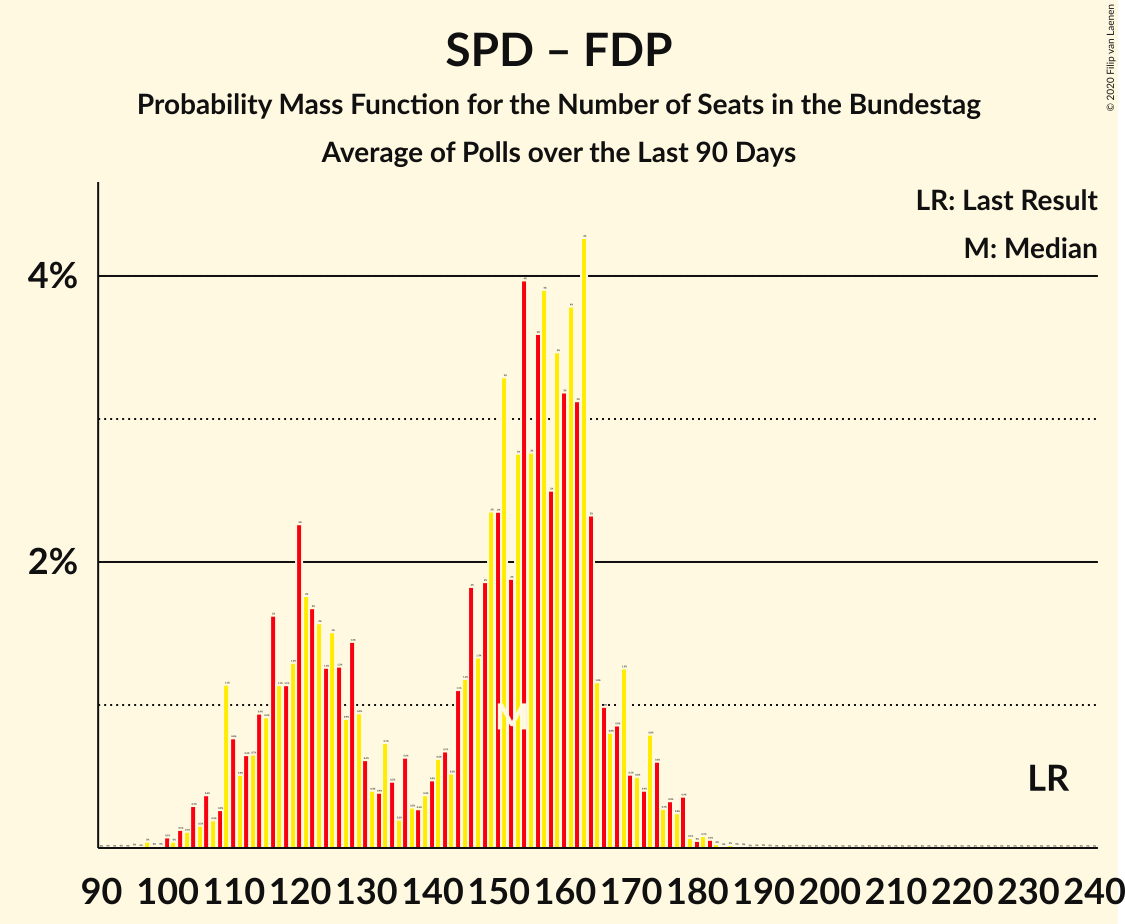 SPD – FDP
Probability Mass Function for the Number of Seats in the Bundestag
Average of Polls over the Last 90 Days
© 2020 Filip van Laenen
LR: Last Result
M: Median
4%
2%
M
LR
90 100 110 120 130 140 150 160 170 180 190 200 210 220 230 240